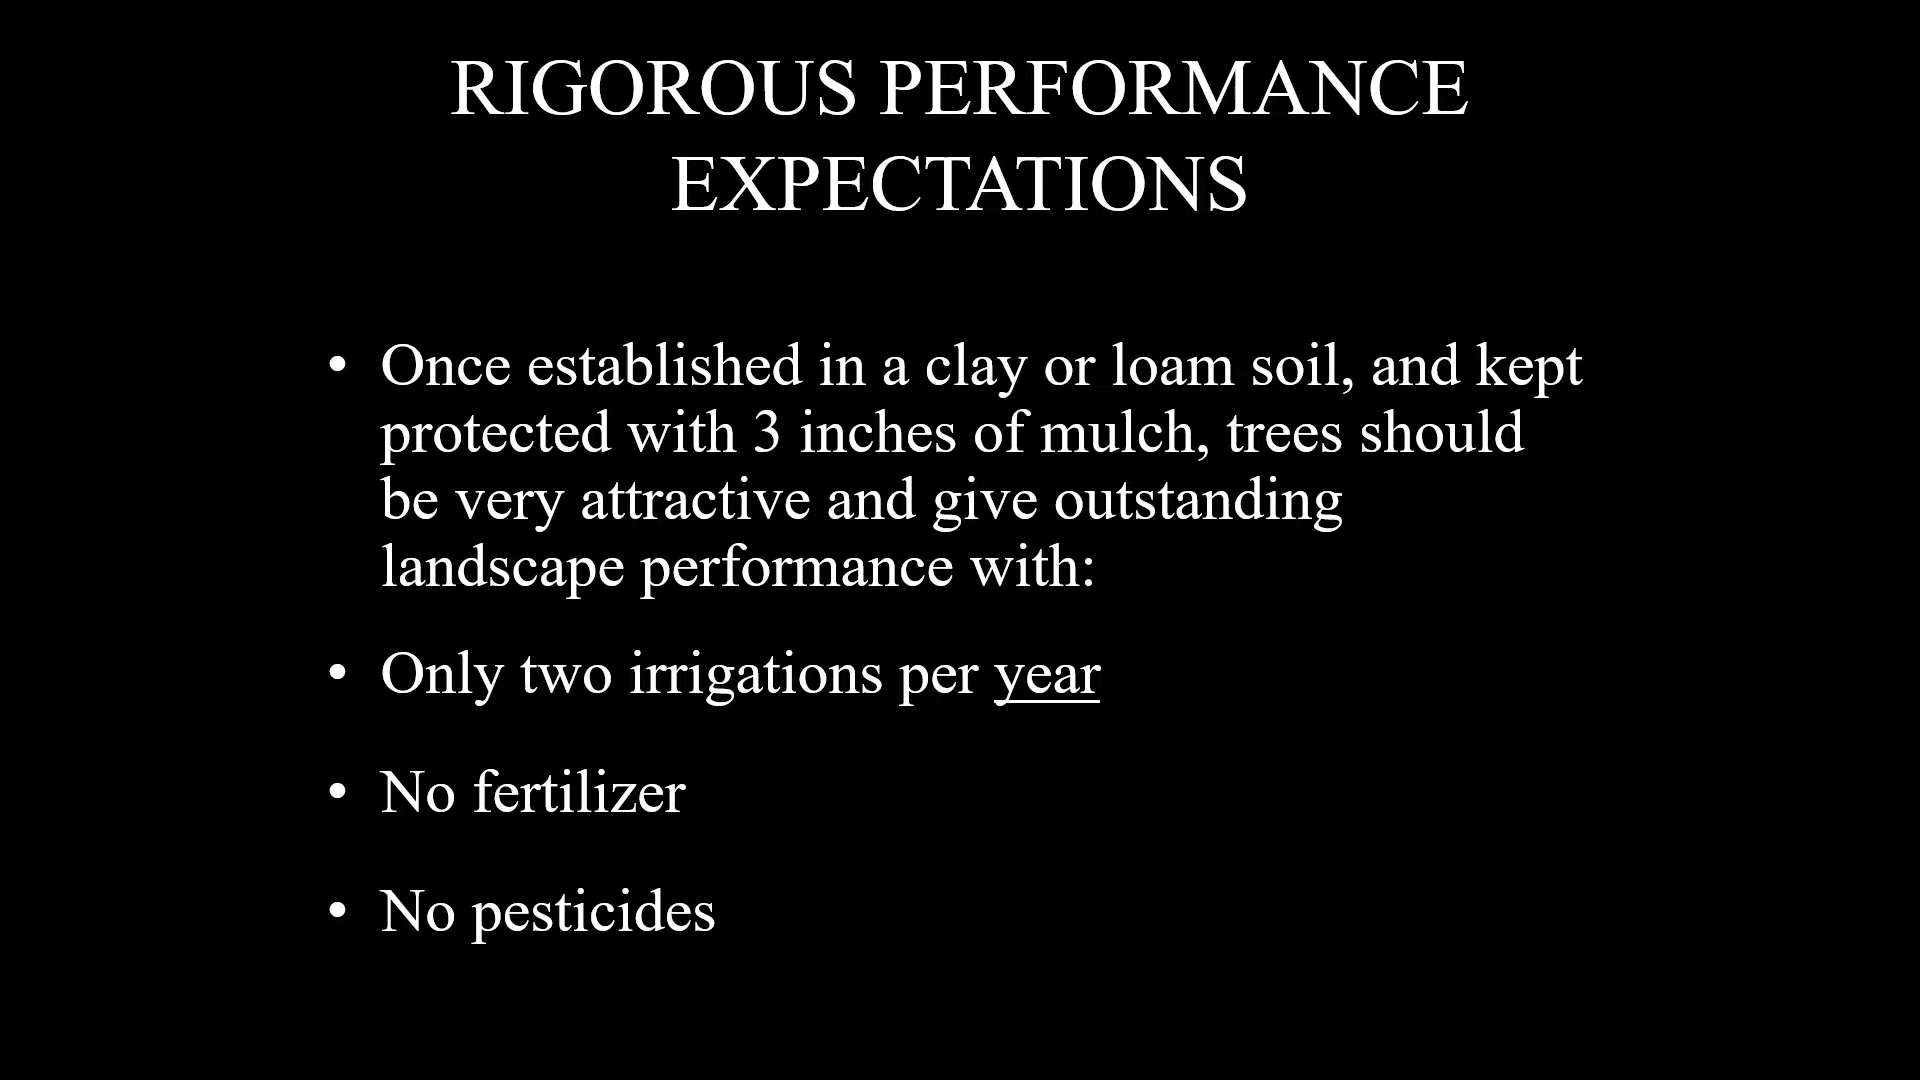 RIGOROUS PERFORMANCE
EXPECTATIONS
• Once established in a clay or loam soil, and kept
protected with 3 inches of mulch, trees should
be very attractive and give outstanding
landscape performance with:
• Only two irrigations per year
• No fertilizer
• No pesticides